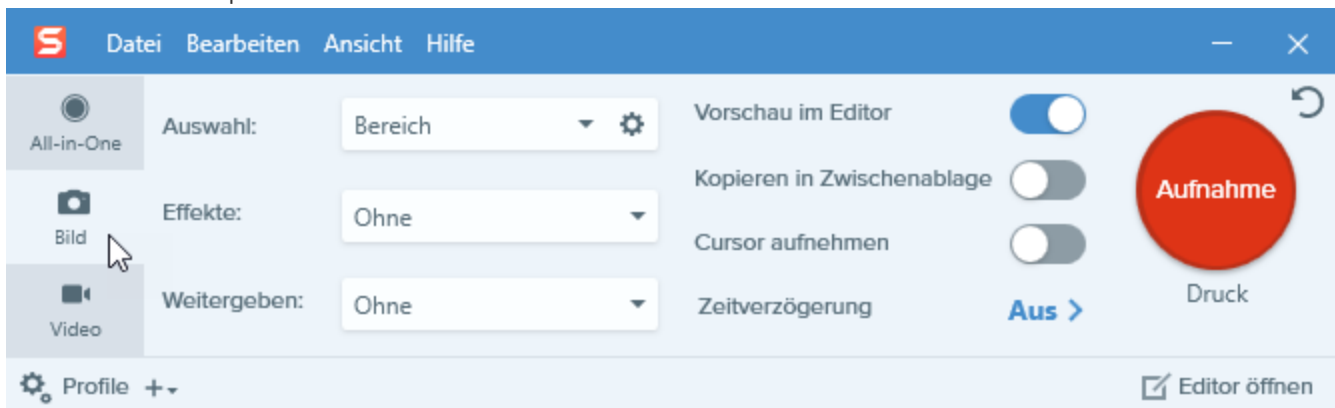 S
Datei Bearbeiten Ansicht Hilfe
All-in-One
Bild
Video
Auswahl: Bereich
Effekte: Ohne
Weitergeben: Ohne
Vorschau im Editor
Kopieren in Zwischenablage
Cursor aufnehmen
Zeitverzögerung Aus >
Aufnahme
Druck
Profile +
Editor öffnen